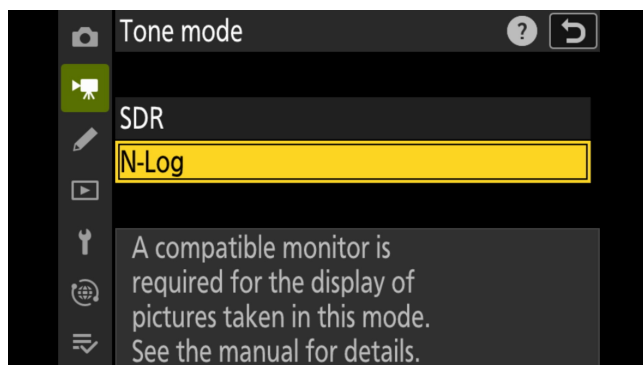 Tone mode
?
SDR
N-Log
A compatible monitor is
required for the display of
pictures taken in this mode.
See the manual for details.